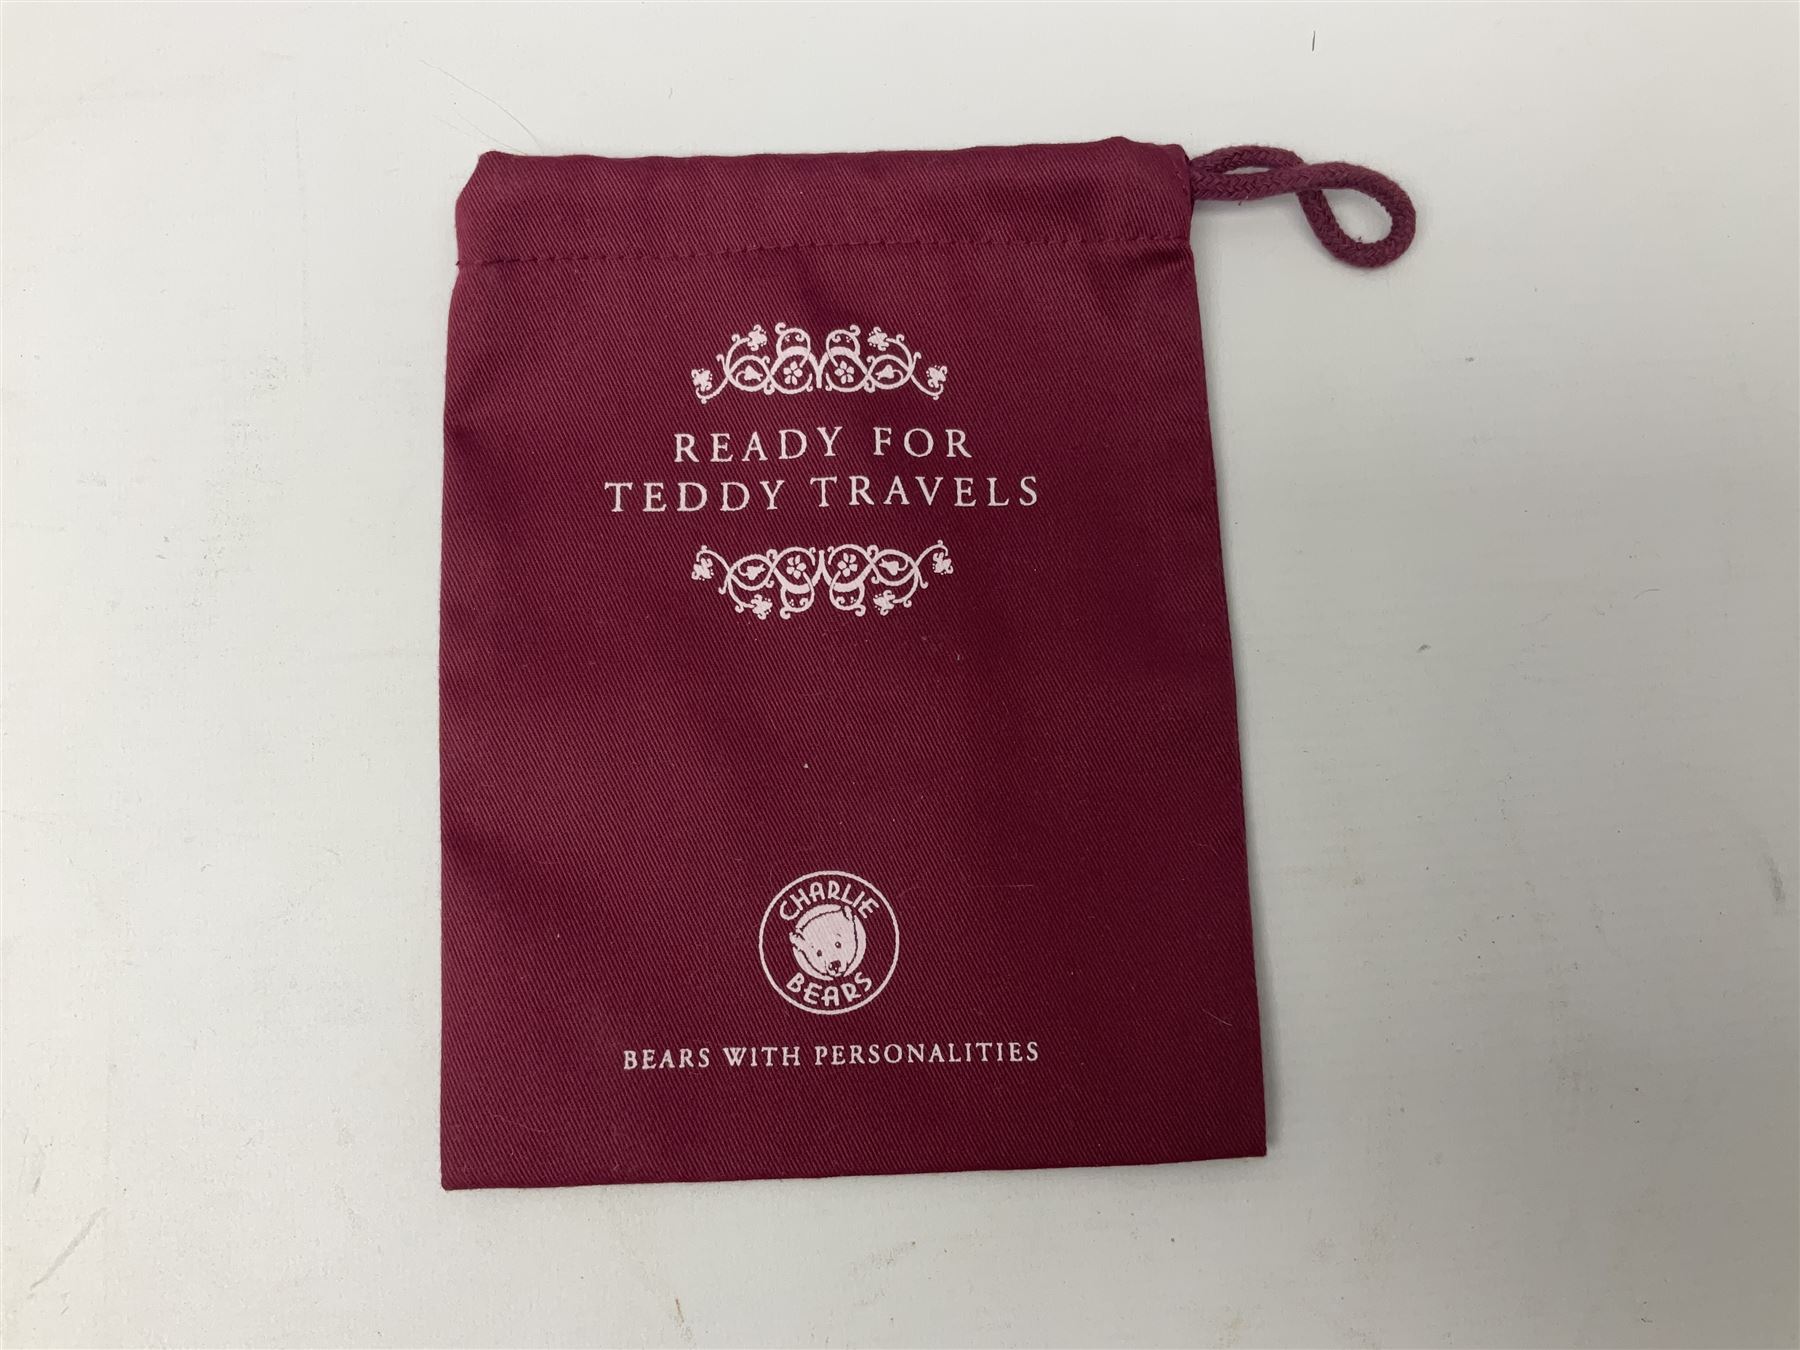 READY FOR
TEDDY TRAVELS
CHARLIE
BEARS
BEARS WITH PERSONALITIES